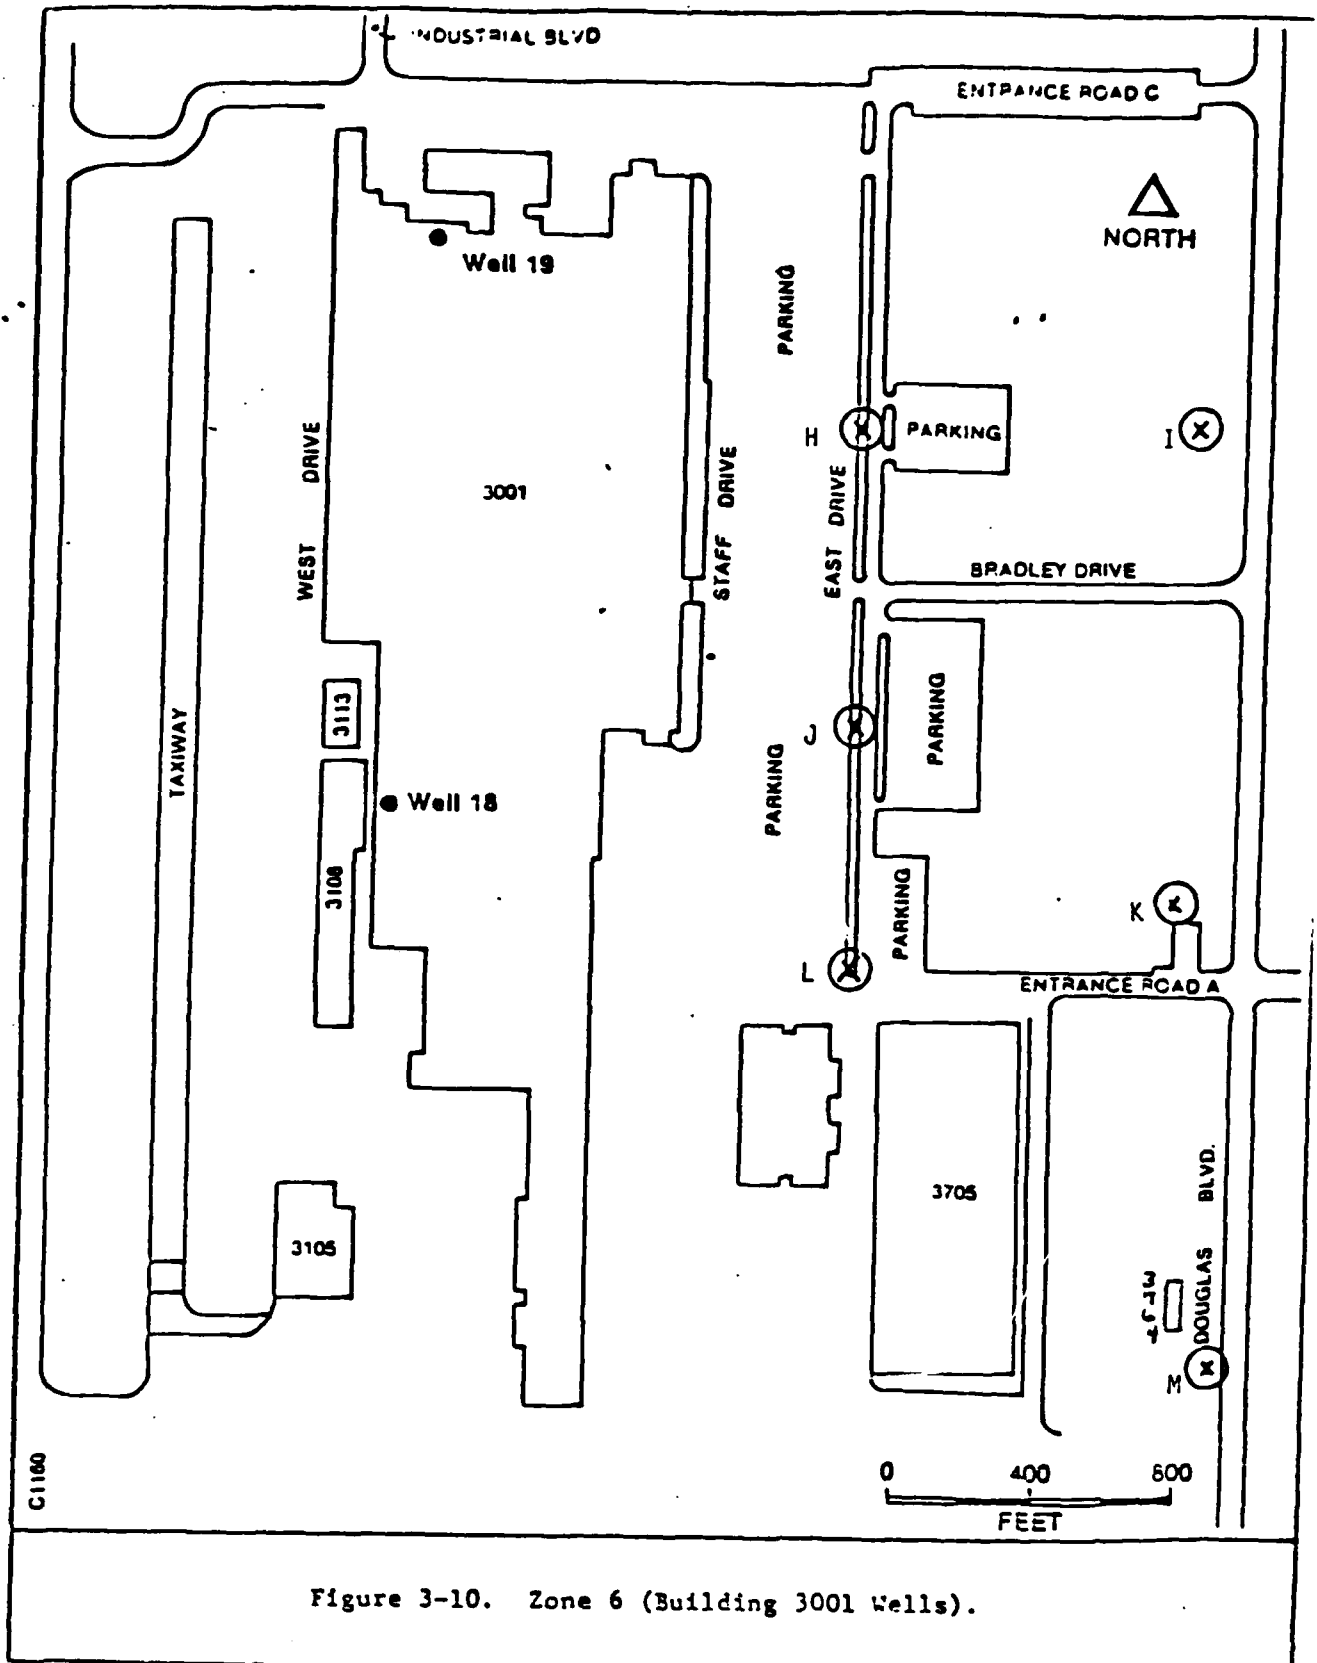 INDUSTRIAL BLVD
ENTRANCE ROAD C
NORTH
Well 19
PARKING
H
PARKING
I
WEST DRIVE
3001
STAFF DRIVE
EAST DRIVE
BRADLEY DRIVE
3113
TAXIWAY
J
PARKING
PARKING
Well 18
3108
PARKING
K
L
ENTRANCE ROAD A
3705
DOUGLAS BLVD.
3105
M
C1160
0 400 800
FEET
Figure 3-10. Zone 6 (Building 3001 Wells).